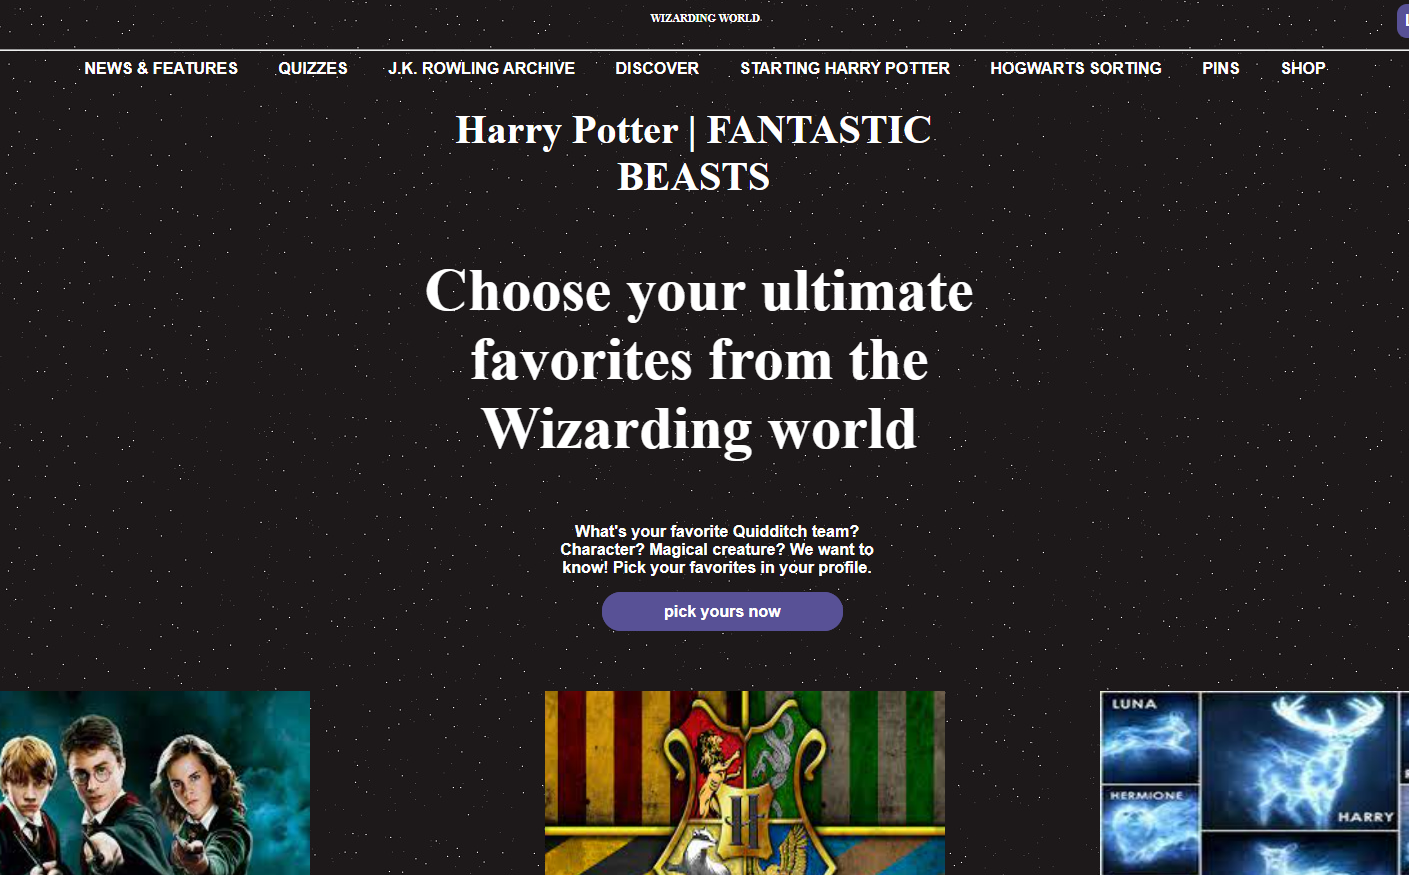 WIZARDING WORLD
NEWS & FEATURES QUIZZES J.K. ROWLING ARCHIVE DISCOVER STARTING HARRY POTTER HOGWARTS SORTING PINS SHOP
Harry Potter | FANTASTIC
BEASTS
Choose your ultimate
favorites from the
Wizarding world
What's your favorite Quidditch team?
Character? Magical creature? We want to
know! Pick your favorites in your profile.
pick yours now
H
LUNA
HERMIONE
HARRY